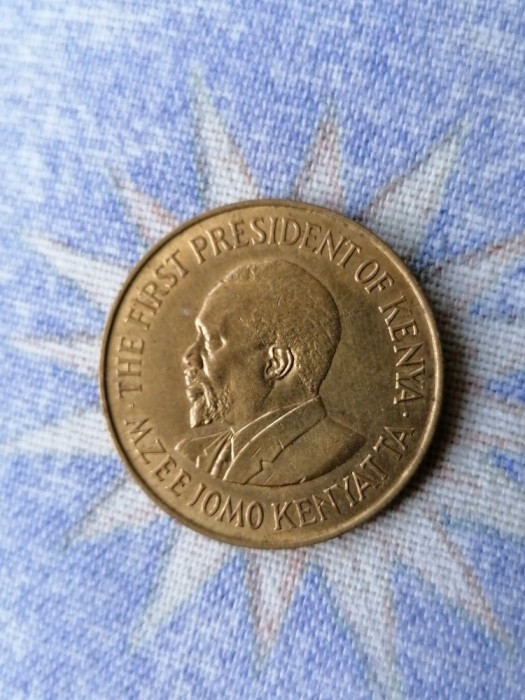 THE FIRST PRESIDENT OF KENYA
MZEE JOMO KENYATTA